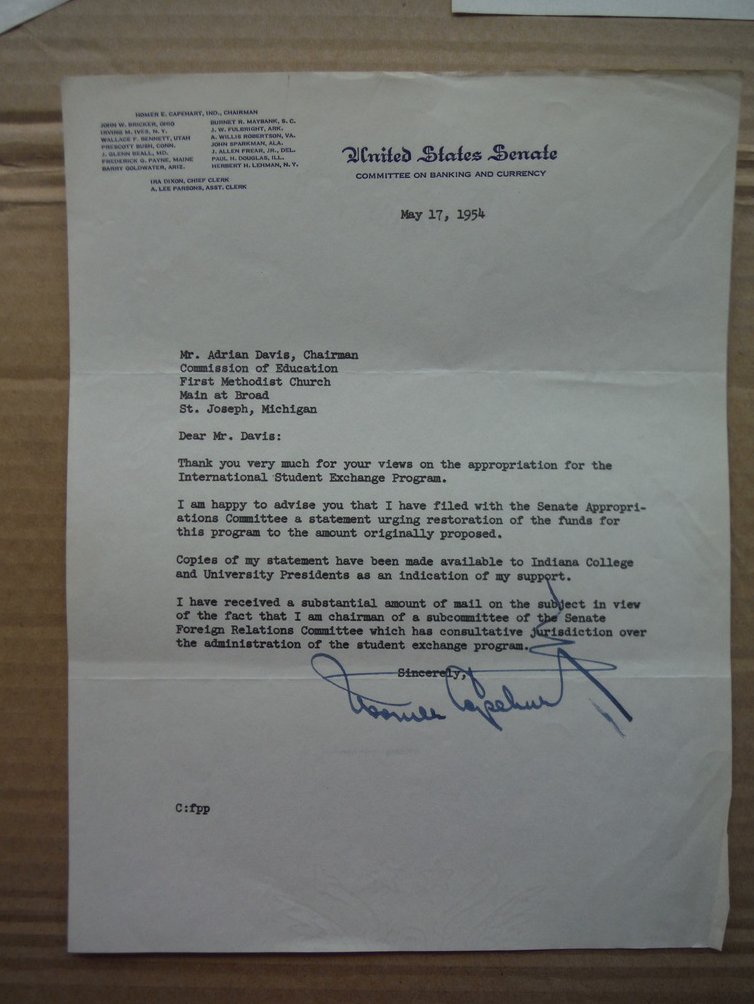 HOMER E. CAPEHART, IND., CHAIRMAN
JOHN W. BRICKER, OHIO
IRVING M. IVES, N. Y.
WALLACE F. BENNETT, UTAH
PRESCOTT BUSH, CONN.
J. GLENN BEALL, MD.
FREDERICK G. PAYNE, MAINE
BARRY GOLDWATER, ARIZ.
BURNET R. MAYBANK, S. C.
J. W. FULBRIGHT, ARK.
A. WILLIS ROBERTSON, VA.
JOHN SPARKMAN, ALA.
J. ALLEN FREAR, JR., DEL.
PAUL H. DOUGLAS, ILL.
HERBERT H. LEHMAN, N. Y.
IRA DIXON, CHIEF CLERK
A. LEE PARSONS, ASST. CLERK
United States Senate
COMMITTEE ON BANKING AND CURRENCY
May 17, 1954
Mr. Adrian Davis, Chairman
Commission of Education
First Methodist Church
Main at Broad
St. Joseph, Michigan
Dear Mr. Davis:
Thank you very much for your views on the appropriation for the
International Student Exchange Program.
I am happy to advise you that I have filed with the Senate Appropri-
ations Committee a statement urging restoration of the funds for
this program to the amount originally proposed.
Copies of my statement have been made available to Indiana College
and University Presidents as an indication of my support.
I have received a substantial amount of mail on the subject in view
of the fact that I am chairman of a subcommittee of the Senate
Foreign Relations Committee which has consultative jurisdiction over
the administration of the student exchange program.
Sincerely,
Homer Capehart
C:fpp